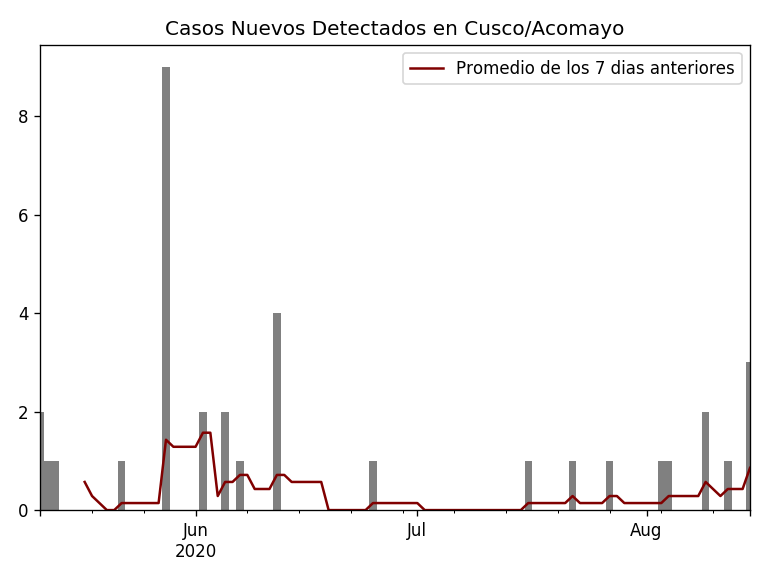 Casos Nuevos Detectados en Cusco/Acomayo
Promedio de los 7 dias anteriores
8
6
4
2
0
Jun
2020
Jul
Aug